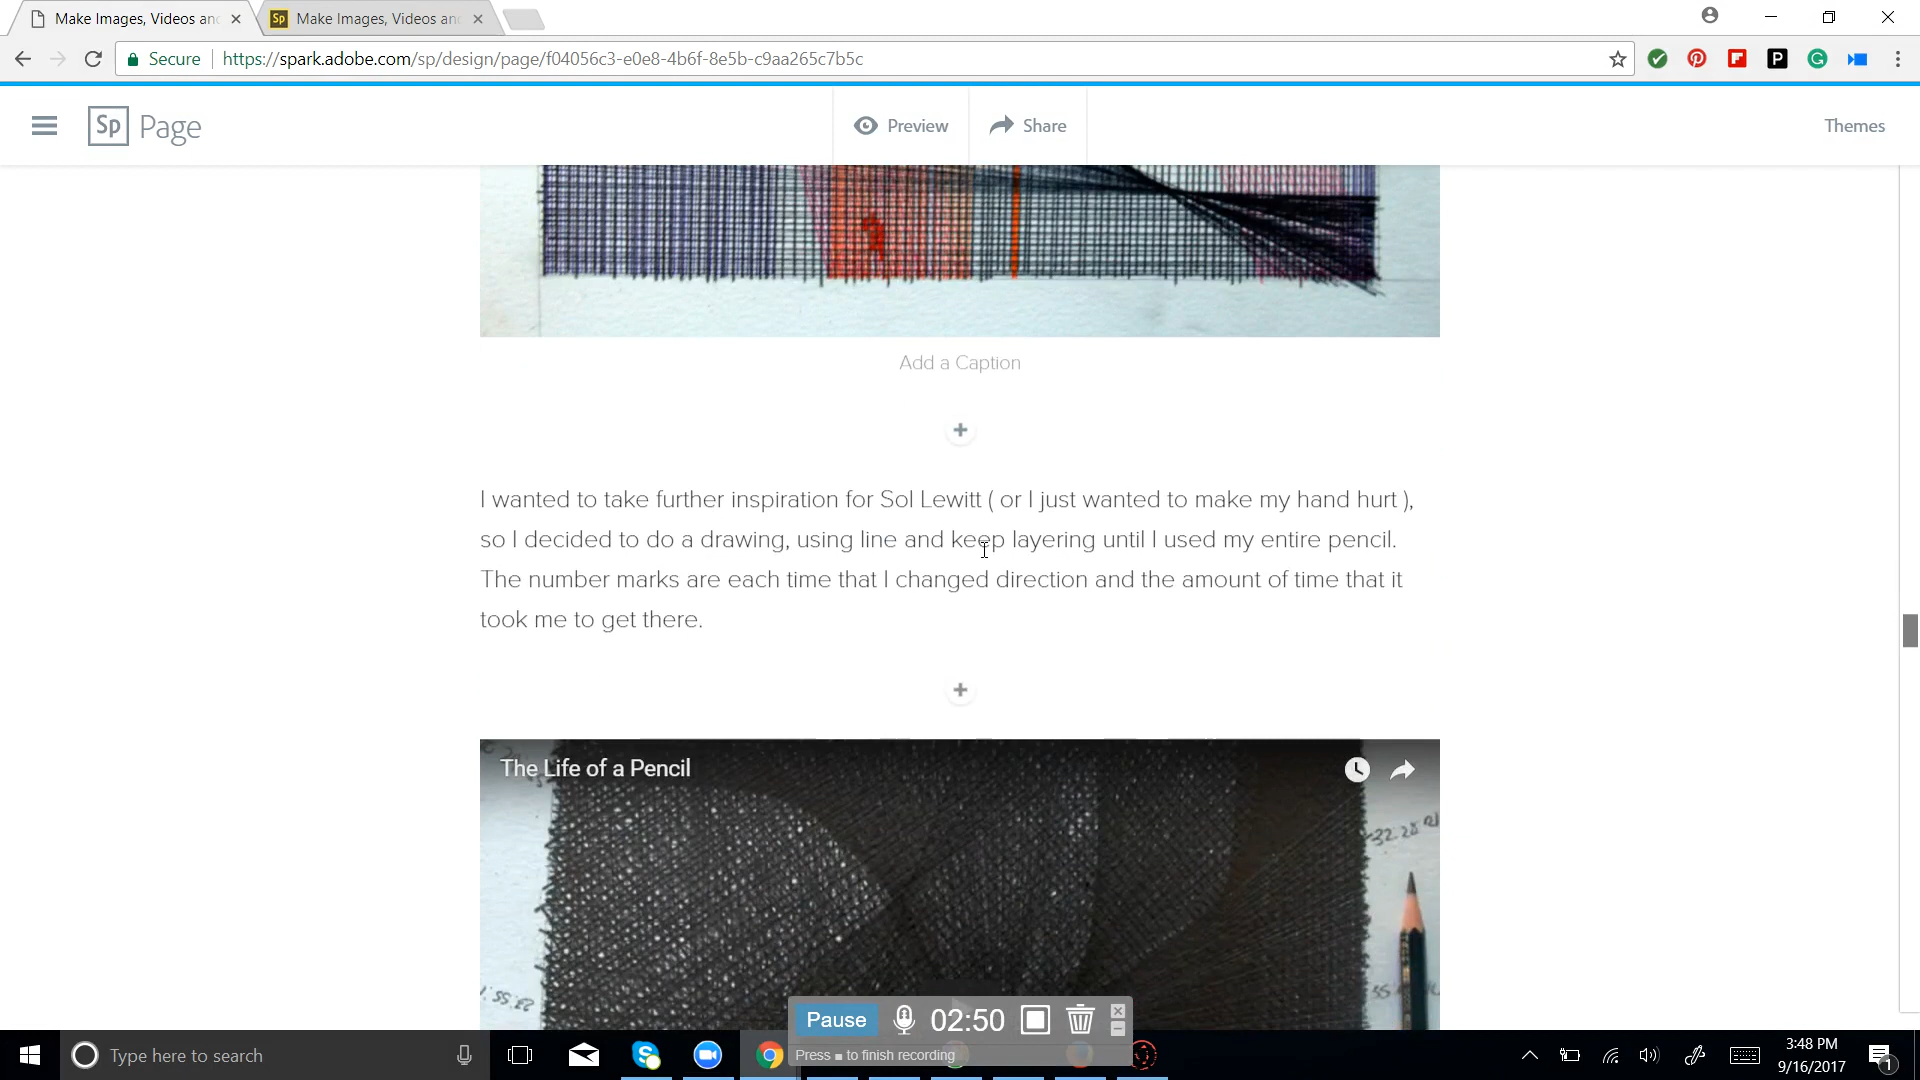 Make Images, Videos an
Make Images, Videos an
Secure
https://spark.adobe.com/sp/design/page/f04056c3-e0e8-4b6f-8e5b-c9aa265c7b5c
Sp Page
Preview
Share
Themes
Add a Caption
I wanted to take further inspiration for Sol Lewitt ( or I just wanted to make my hand hurt ),
so I decided to do a drawing, using line and keep layering until I used my entire pencil.
The number marks are each time that I changed direction and the amount of time that it
took me to get there.
The Life of a Pencil
Pause
02:50
Press ■ to finish recording
Type here to search
3:48 PM
9/16/2017
1